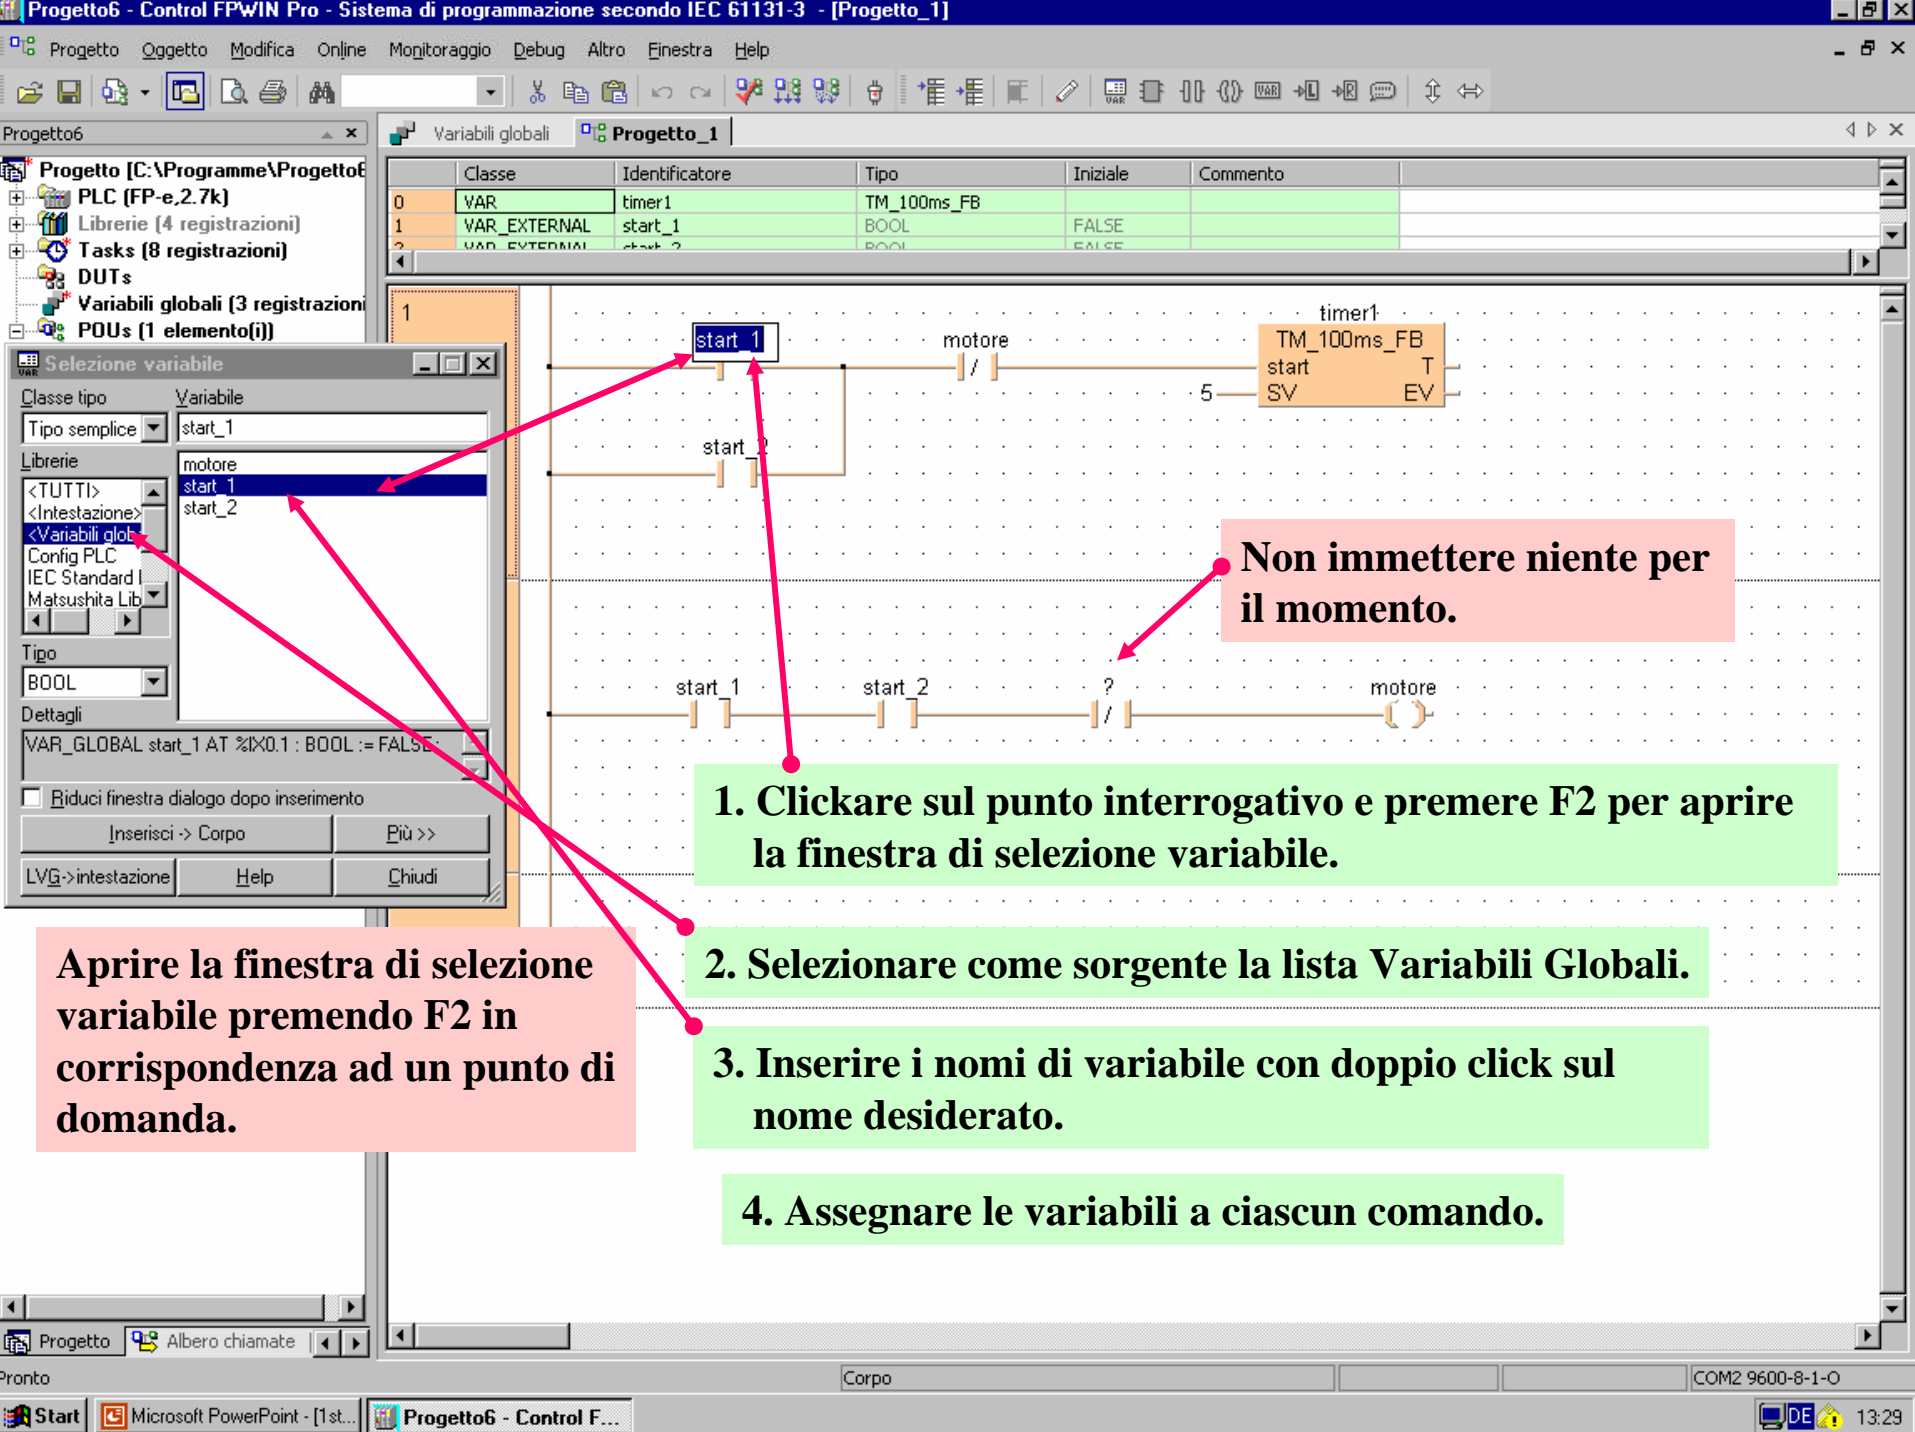 Progetto6 - Control FPWIN Pro - Sistema di programmazione secondo IEC 61131-3 - [Progetto_1]
Progetto Oggetto Modifica Online Monitoraggio Debug Altro Finestra Help
Progetto6
Variabili globali Progetto_1
Progetto [C:\Programme\Progetto6
PLC (FP-e,2.7k)
Librerie (4 registrazioni)
Tasks (8 registrazioni)
DUTs
Variabili globali (3 registrazioni
POUs (1 elemento(i))
Classe Identificatore Tipo Iniziale Commento
0 VAR timer1 TM_100ms_FB
1 VAR_EXTERNAL start_1 BOOL FALSE
2 VAR_EXTERNAL start_2 BOOL FALSE
1
timer1
start_1 motore TM_100ms_FB
start T
5 SV EV
start_2
Selezione variabile
Classe tipo Variabile
Tipo semplice start_1
Librerie
<TUTTI>
<Intestazione>
<Variabili glob
Config PLC
IEC Standard
Matsushita Lib
motore
start_1
start_2
Tipo
BOOL
Dettagli
VAR_GLOBAL start_1 AT %IX0.1 : BOOL := FALSE;
Riduci finestra dialogo dopo inserimento
Inserisci -> Corpo Più >>
LVG->intestazione Help Chiudi
Non immettere niente per
il momento.
start_1 start_2 ? motore
1. Clickare sul punto interrogativo e premere F2 per aprire
la finestra di selezione variabile.
2. Selezionare come sorgente la lista Variabili Globali.
Aprire la finestra di selezione
variabile premendo F2 in
corrispondenza ad un punto di
domanda.
3. Inserire i nomi di variabile con doppio click sul
nome desiderato.
4. Assegnare le variabili a ciascun comando.
Progetto Albero chiamate
Pronto Corpo COM2 9600-8-1-O
Start Microsoft PowerPoint - [1st... Progetto6 - Control F... DE 13:29